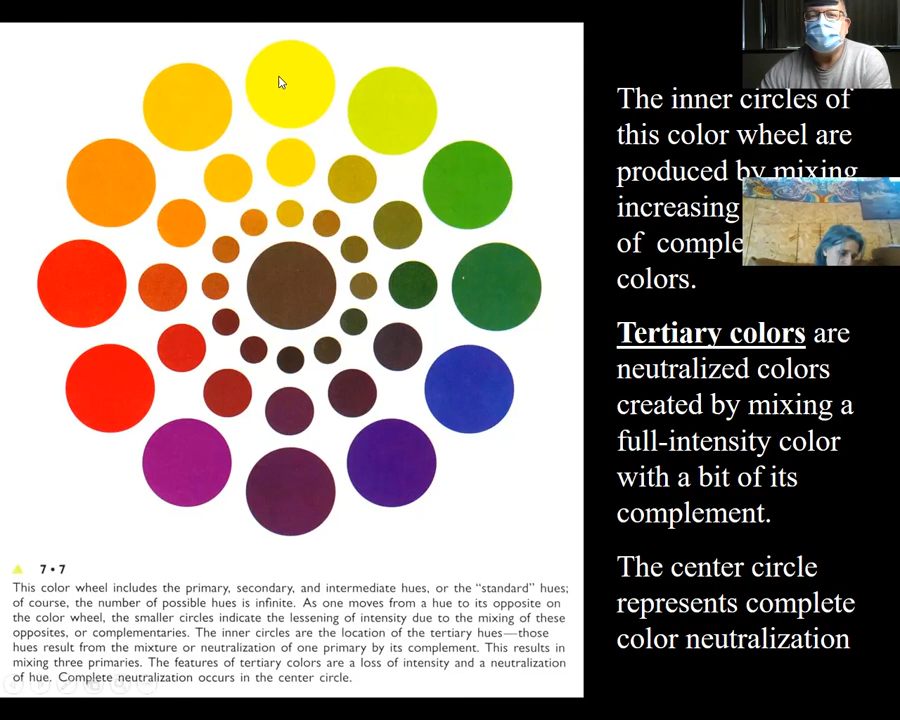 The inner circles of
this color wheel are
produced by mixing
increasing
of comple
colors.
Tertiary colors are
neutralized colors
created by mixing a
full-intensity color
with a bit of its
complement.
The center circle
represents complete
color neutralization
7•7
This color wheel includes the primary, secondary, and intermediate hues, or the “standard” hues;
of course, the number of possible hues is infinite. As one moves from a hue to its opposite on
the color wheel, the smaller circles indicate the lessening of intensity due to the mixing of these
opposites, or complementaries. The inner circles are the location of the tertiary hues—those
hues result from the mixture or neutralization of one primary by its complement. This results in
mixing three primaries. The features of tertiary colors are a loss of intensity and a neutralization
of hue. Complete neutralization occurs in the center circle.